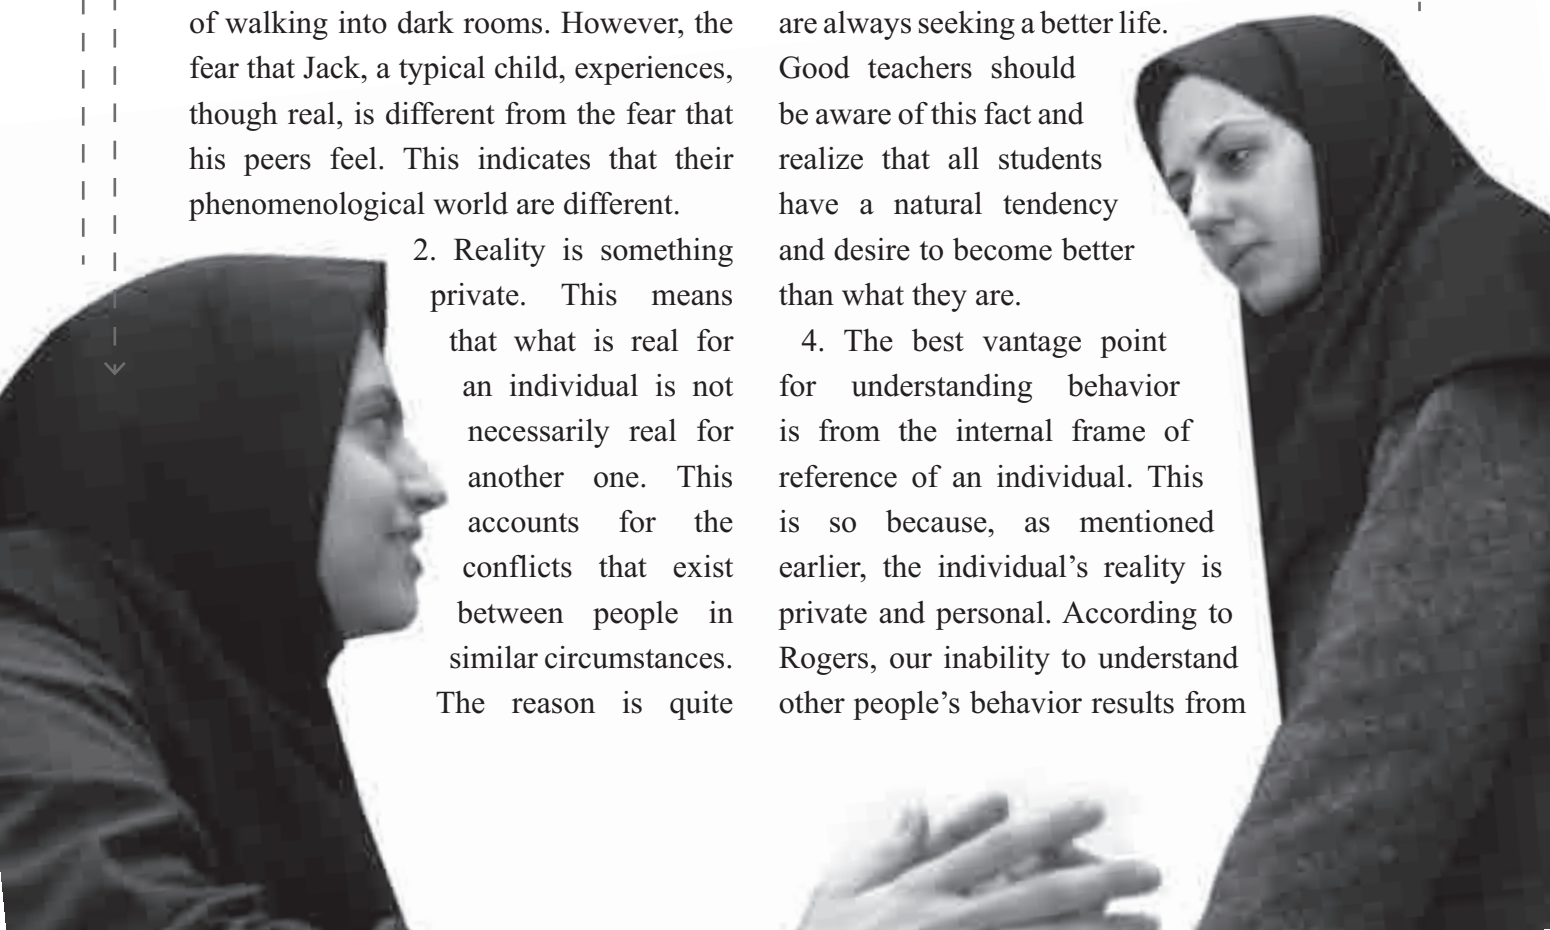 of walking into dark rooms. However, the
fear that Jack, a typical child, experiences,
though real, is different from the fear that
his peers feel. This indicates that their
phenomenological world are different.
2. Reality is something
private. This means
that what is real for
an individual is not
necessarily real for
another one. This
accounts for the
conflicts that exist
between people in
similar circumstances.
The reason is quite
are always seeking a better life.
Good teachers should
be aware of this fact and
realize that all students
have a natural tendency
and desire to become better
than what they are.
4. The best vantage point
for understanding behavior
is from the internal frame of
reference of an individual. This
is so because, as mentioned
earlier, the individual’s reality is
private and personal. According to
Rogers, our inability to understand
other people’s behavior results from